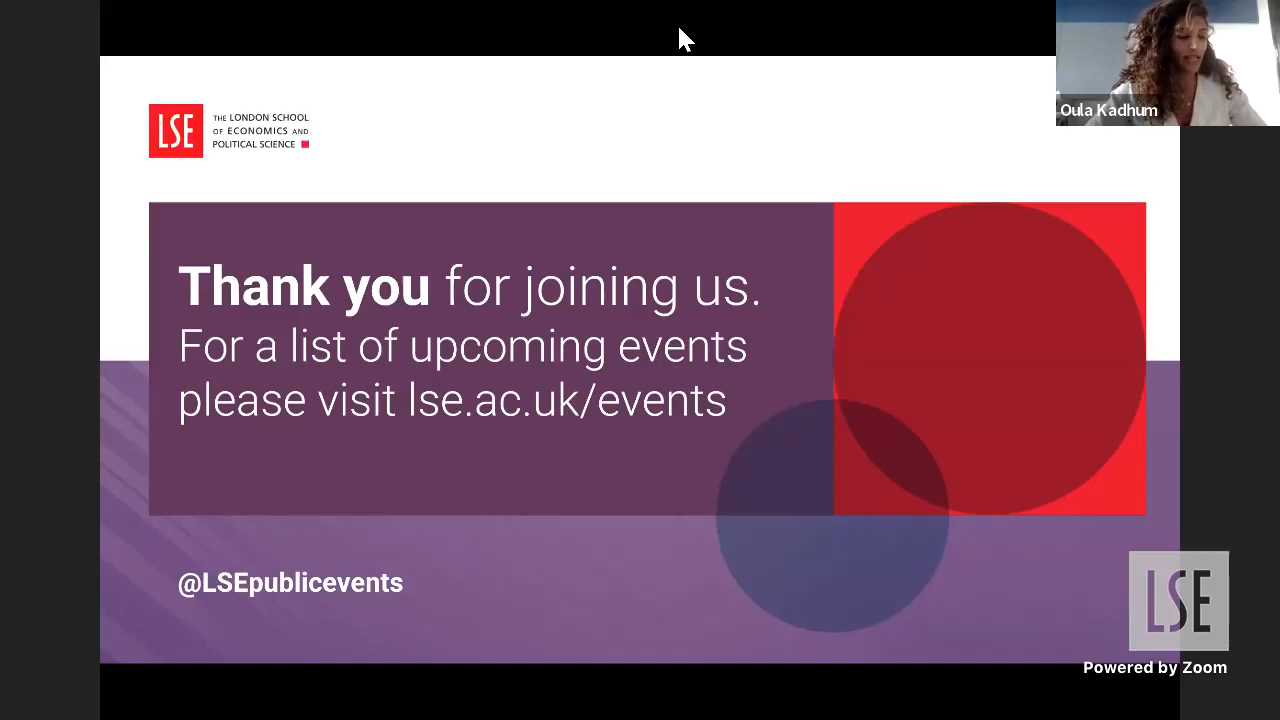 Oula Kadhum
LSE
THE LONDON SCHOOL
OF ECONOMICS AND
POLITICAL SCIENCE
Thank you for joining us.
For a list of upcoming events
please visit lse.ac.uk/events
@LSEpublicevents
LSE
Powered by Zoom